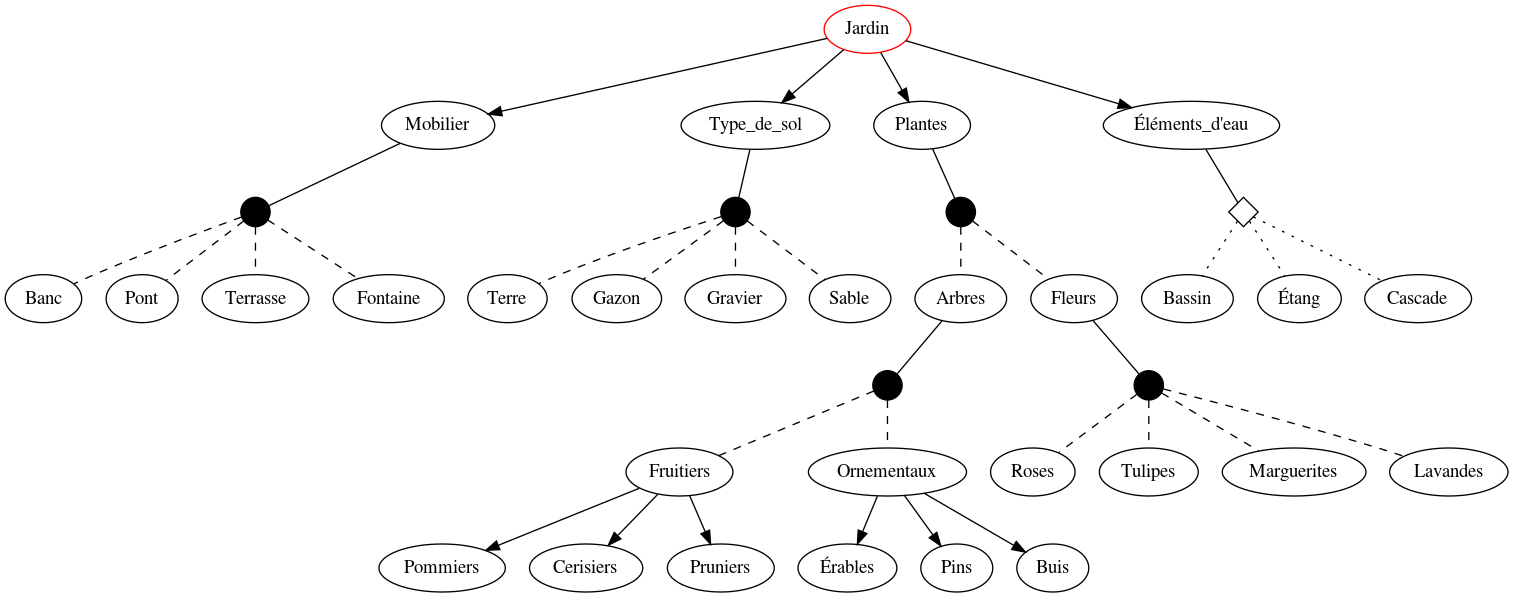 Jardin
Mobilier
Type_de_sol
Plantes
Éléments_d'eau
Banc
Pont
Terrasse
Fontaine
Terre
Gazon
Gravier
Sable
Arbres
Fleurs
Bassin
Étang
Cascade
Fruitiers
Ornementaux
Roses
Tulipes
Marguerites
Lavandes
Pommiers
Cerisiers
Pruniers
Érables
Pins
Buis